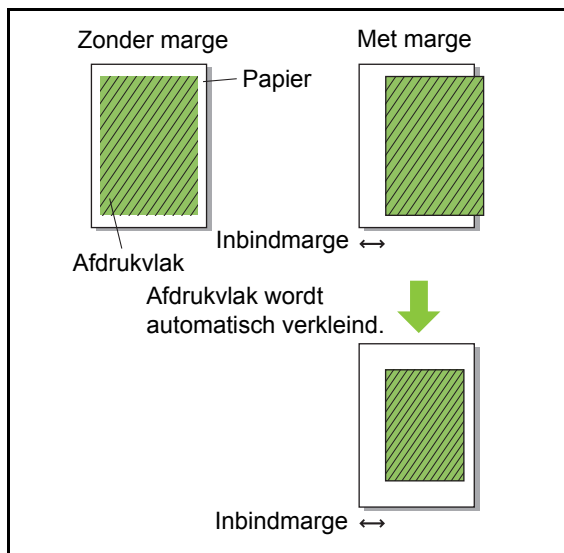 Zonder marge
Met marge
Papier
Afdrukvlak
Inbindmarge
Afdrukvlak wordt
automatisch verkleind.
Inbindmarge